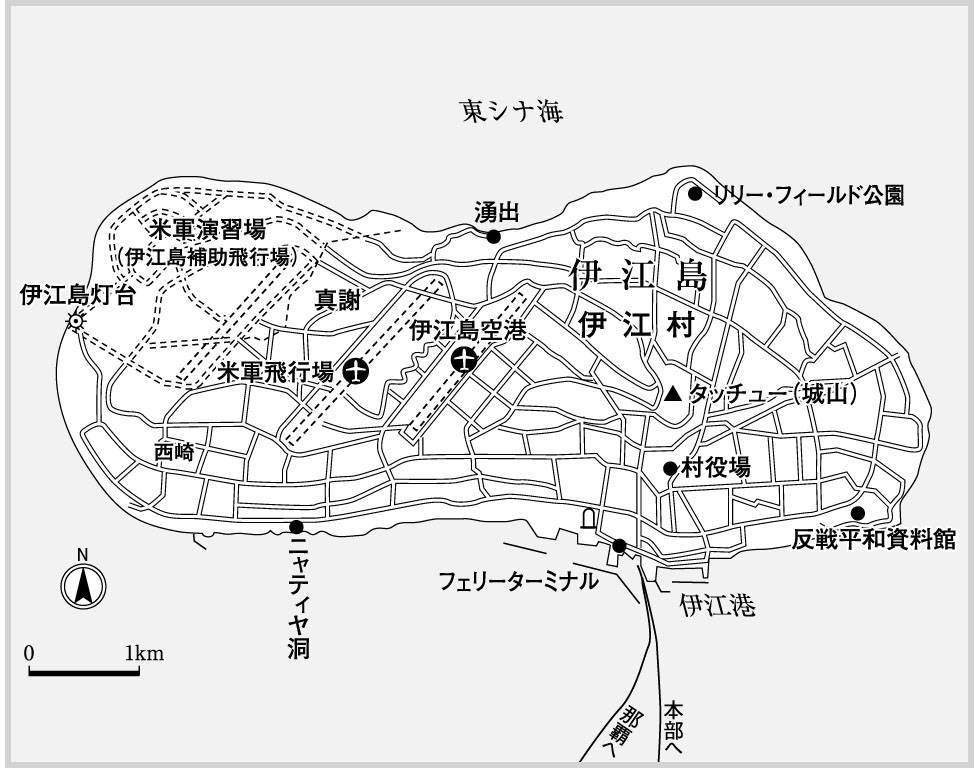 東シナ海
リリー・フィールド公園
湧出
米軍演習場
（伊江島補助飛行場）
伊江島
伊江島灯台
真謝
伊江村
伊江島空港
米軍飛行場
タッチュー（城山）
西崎
村役場
反戦平和資料館
ニャティヤ洞
フェリーターミナル
伊江港
N
0 1km
那覇へ
本部へ